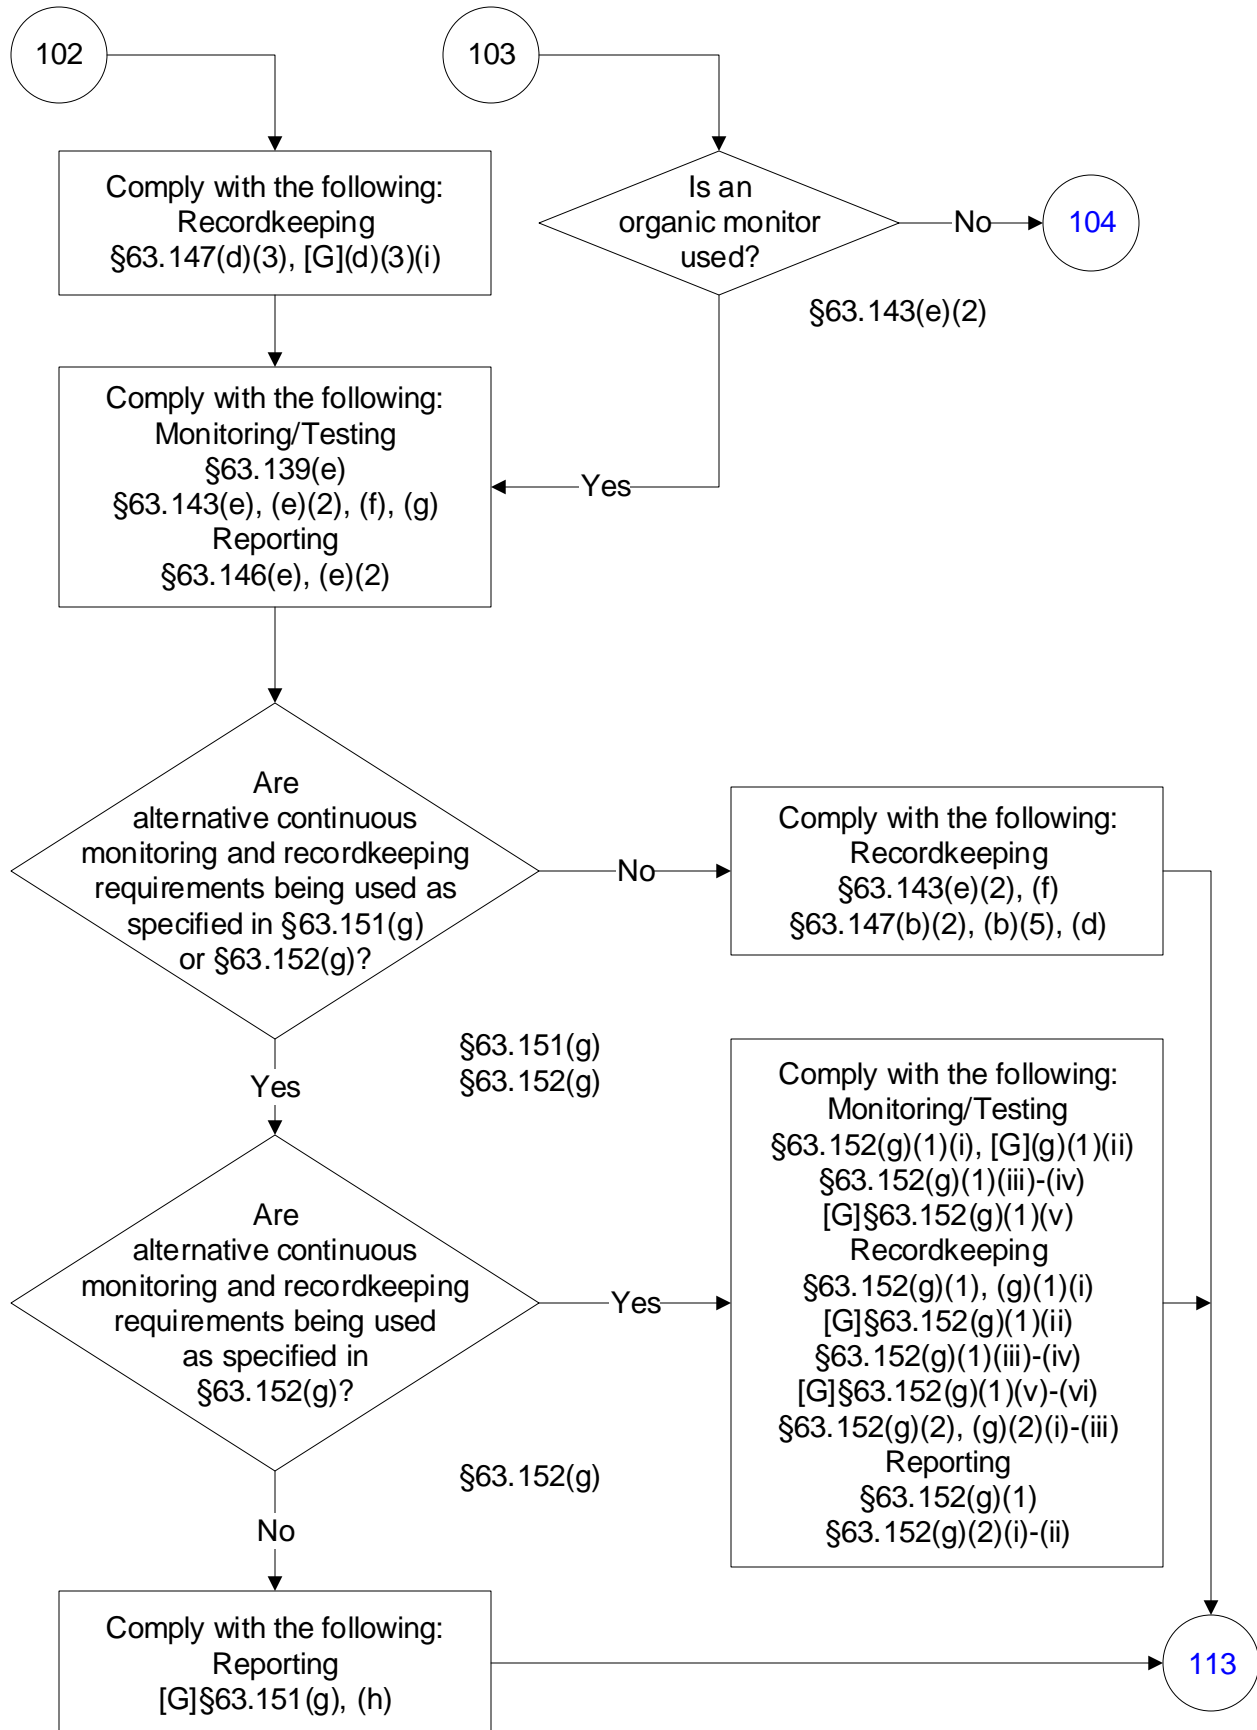 102
103
Comply with the following:
Recordkeeping
§63.147(d)(3), [G](d)(3)(i)
Is an
organic monitor
used?
No
104
§63.143(e)(2)
Comply with the following:
Monitoring/Testing
§63.139(e)
§63.143(e), (e)(2), (f), (g)
Reporting
§63.146(e), (e)(2)
Yes
Are
alternative continuous
monitoring and recordkeeping
requirements being used as
specified in §63.151(g)
or §63.152(g)?
No
Comply with the following:
Recordkeeping
§63.143(e)(2), (f)
§63.147(b)(2), (b)(5), (d)
§63.151(g)
§63.152(g)
Yes
Are
alternative continuous
monitoring and recordkeeping
requirements being used
as specified in
§63.152(g)?
Yes
Comply with the following:
Monitoring/Testing
§63.152(g)(1)(i), [G](g)(1)(ii)
§63.152(g)(1)(iii)-(iv)
[G]§63.152(g)(1)(v)
Recordkeeping
§63.152(g)(1), (g)(1)(i)
[G]§63.152(g)(1)(ii)
§63.152(g)(1)(iii)-(iv)
[G]§63.152(g)(1)(v)-(vi)
§63.152(g)(2), (g)(2)(i)-(iii)
Reporting
§63.152(g)(1)
§63.152(g)(2)(i)-(ii)
§63.152(g)
No
Comply with the following:
Reporting
[G]§63.151(g), (h)
113